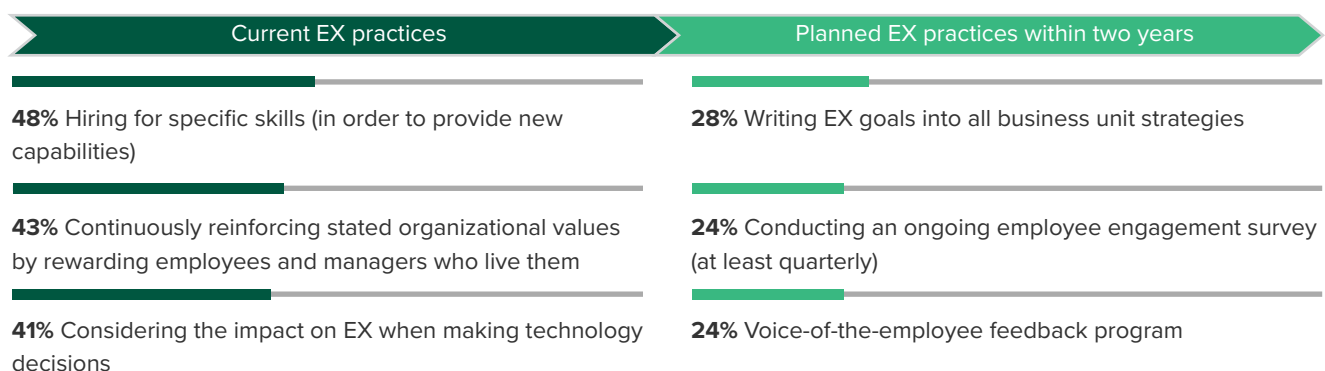 Current EX practices
48% Hiring for specific skills (in order to provide new
capabilities)
43% Continuously reinforcing stated organizational values
by rewarding employees and managers who live them
41% Considering the impact on EX when making technology
decisions
Planned EX practices within two years
28% Writing EX goals into all business unit strategies
24% Conducting an ongoing employee engagement survey
(at least quarterly)
24% Voice-of-the-employee feedback program